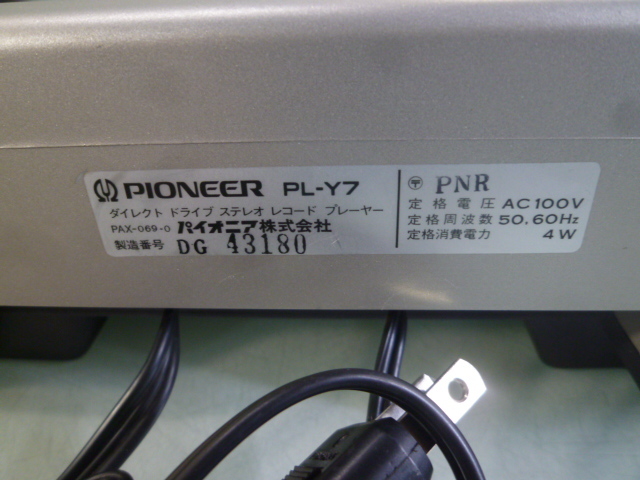 PIONEER PL-Y7
ダイレクト ドライブ ステレオ レコード プレーヤー
PAX-069-0 パイオニア株式会社
製造番号 DG 43180
〒 PNR
定格電圧 AC100V
定格周波数 50,60Hz
定格消費電力 4W